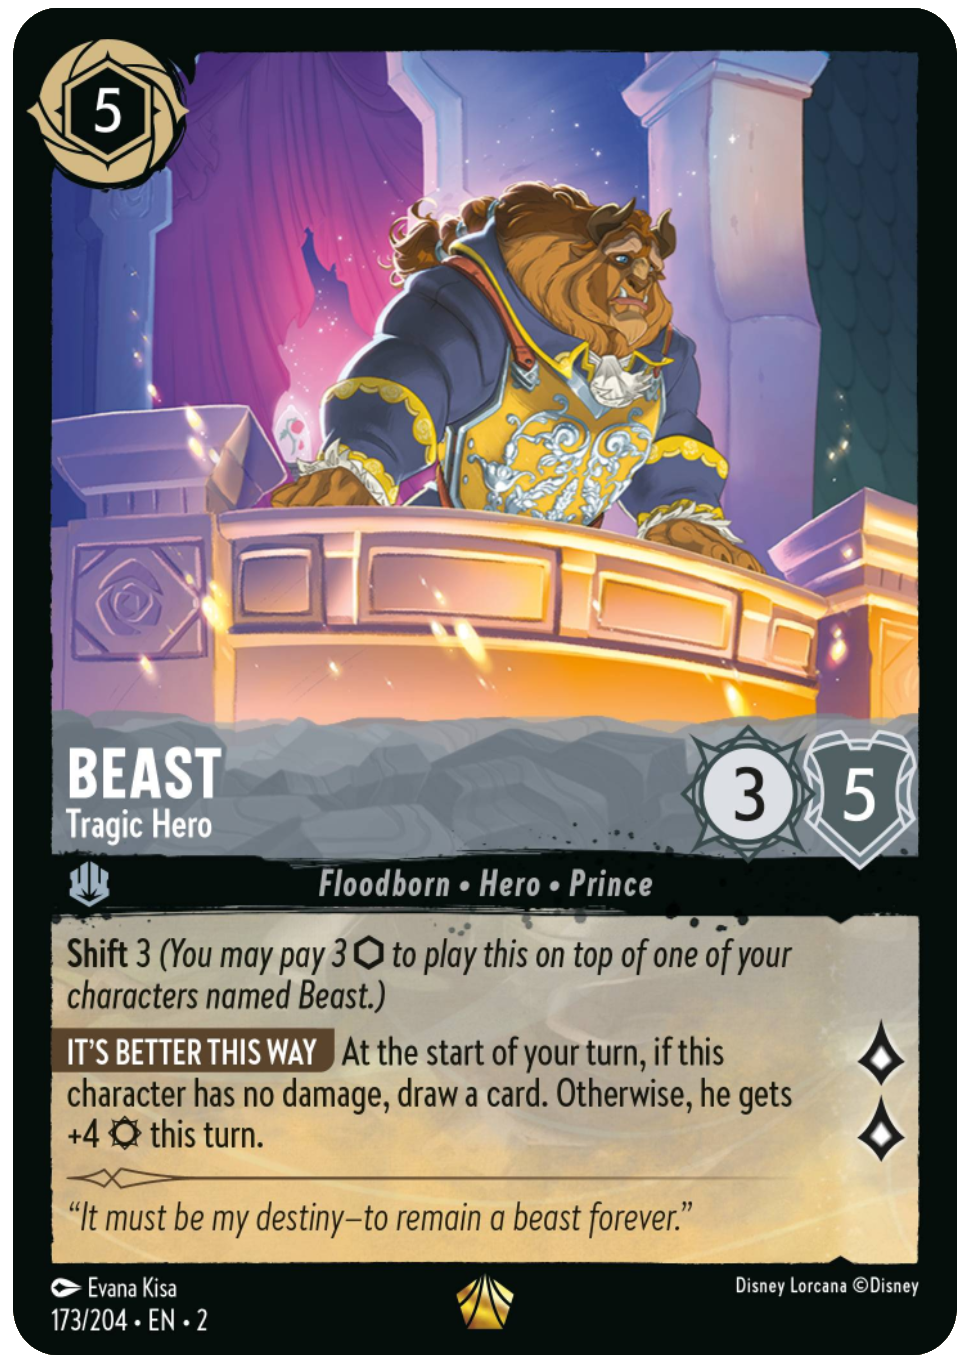 5
BEAST
Tragic Hero
3
5
Floodborn • Hero • Prince
Shift 3 (You may pay 3 ⬡ to play this on top of one of your
characters named Beast.)
IT'S BETTER THIS WAY At the start of your turn, if this
character has no damage, draw a card. Otherwise, he gets
+4 this turn.
“It must be my destiny–to remain a beast forever.”
Evana Kisa
Disney Lorcana ©Disney
173/204 • EN • 2